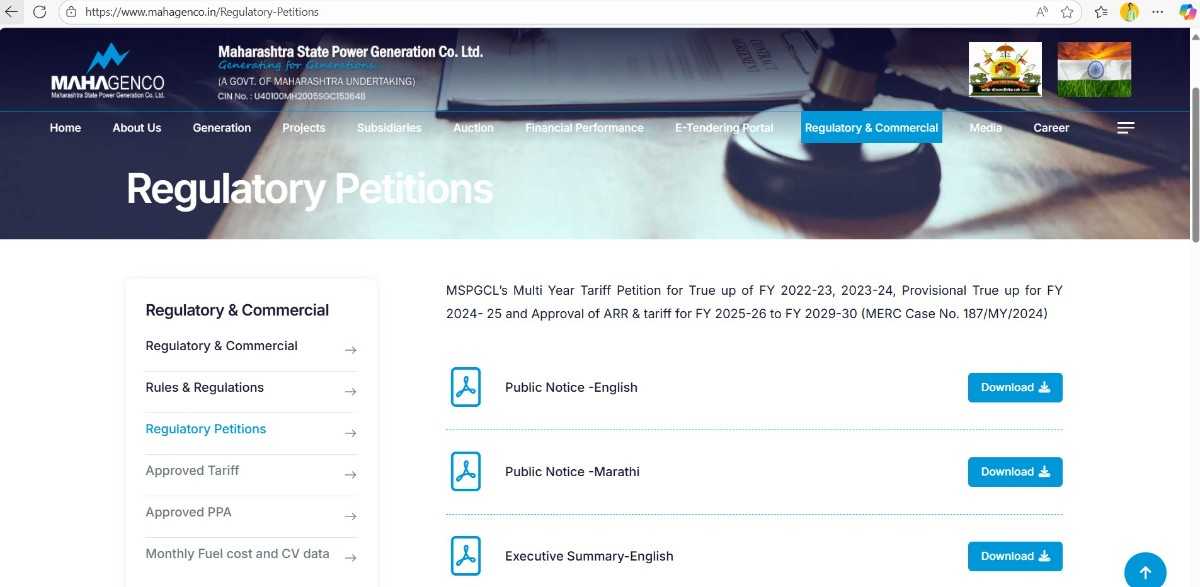 https://www.mahagenco.in/Regulatory-Petitions
MAHAGENCO
Maharashtra State Power Generation Co. Ltd.
Maharashtra State Power Generation Co. Ltd.
Generating for Generations.
(A GOVT. OF MAHARASHTRA UNDERTAKING)
CIN No. : U40100MH2005SGC153648
Home About Us Generation Projects Subsidiaries Auction Financial Performance E-Tendering Portal Regulatory & Commercial Media Career
Regulatory Petitions
Regulatory & Commercial
Regulatory & Commercial
Rules & Regulations
Regulatory Petitions
Approved Tariff
Approved PPA
Monthly Fuel cost and CV data
MSPGCL's Multi Year Tariff Petition for True up of FY 2022-23, 2023-24, Provisional True up for FY
2024- 25 and Approval of ARR & tariff for FY 2025-26 to FY 2029-30 (MERC Case No. 187/MY/2024)
Public Notice -English Download
Public Notice -Marathi Download
Executive Summary-English Download